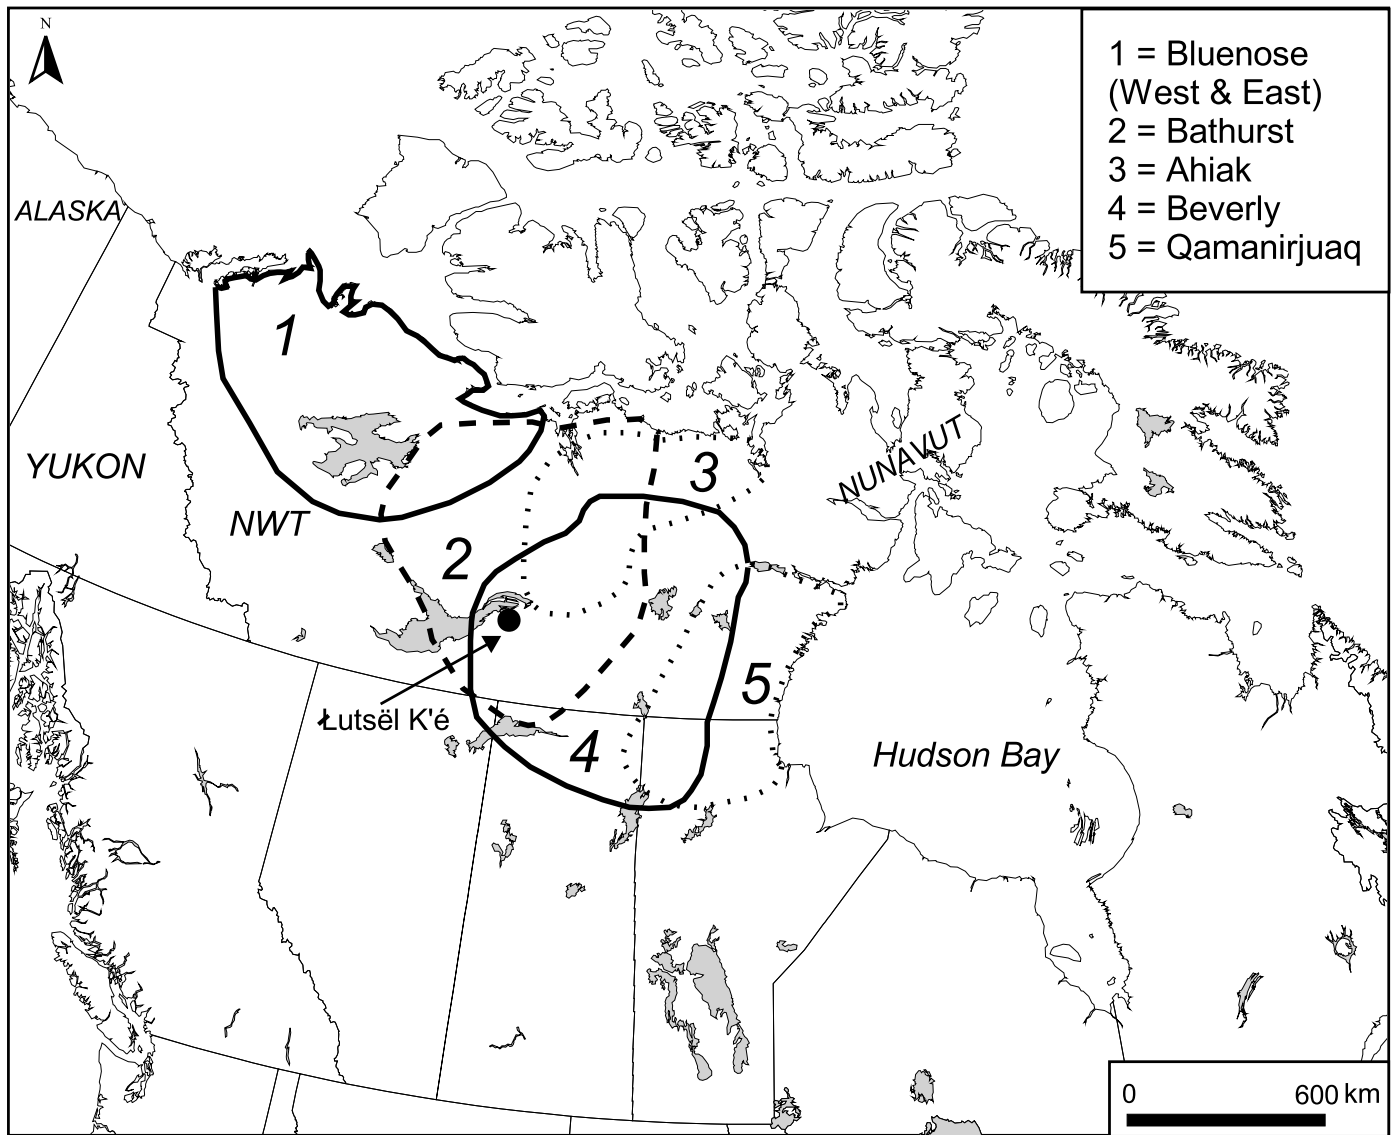 N
1 = Bluenose
(West & East)
2 = Bathurst
3 = Ahiak
4 = Beverly
5 = Qamanirjuaq
ALASKA
1
YUKON
NWT
NUNAVUT
3
2
5
Łutsël K'é
4
Hudson Bay
0 600 km